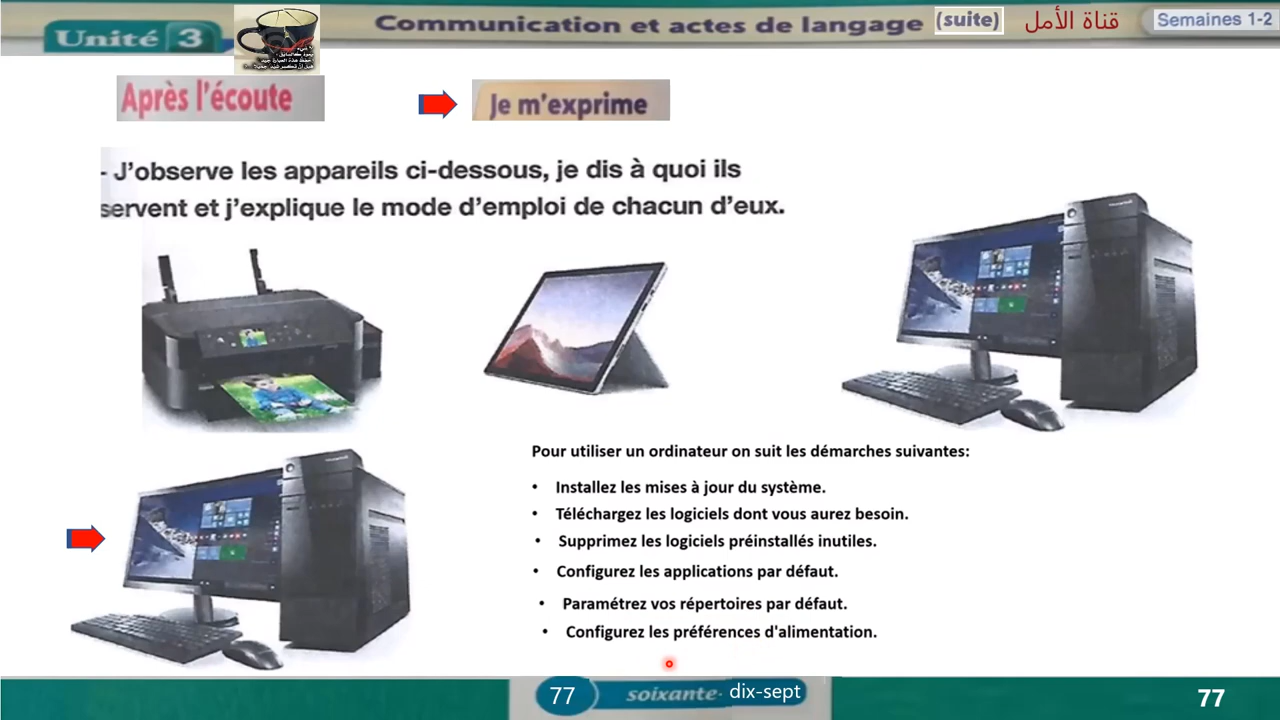 Unité 3
Communication et actes de langage (suite)
قناة الأمل
Semaines 1-2
Après l'écoute
Je m'exprime
- J'observe les appareils ci-dessous, je dis à quoi ils
servent et j'explique le mode d'emploi de chacun d'eux.
Pour utiliser un ordinateur on suit les démarches suivantes:
• Installez les mises à jour du système.
• Téléchargez les logiciels dont vous aurez besoin.
• Supprimez les logiciels préinstallés inutiles.
• Configurez les applications par défaut.
• Paramétrez vos répertoires par défaut.
• Configurez les préférences d'alimentation.
77
soixante- dix-sept
77